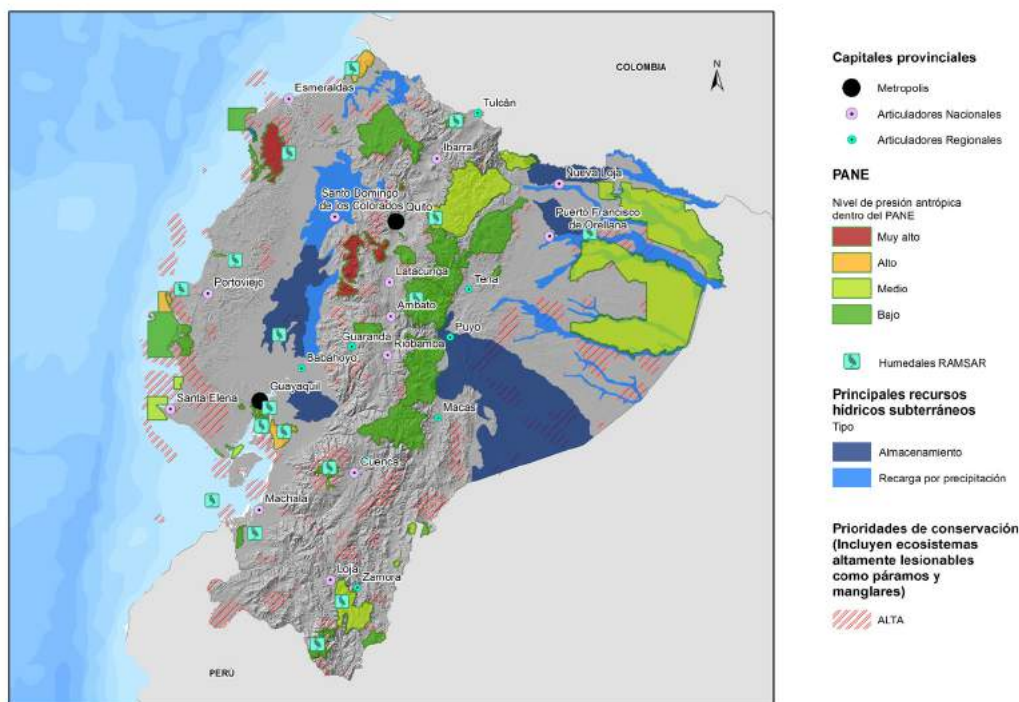 COLOMBIA
N
Esmeraldas
Tulcán
Ibarra
Nueva Loja
Santo Domingo
de los Colorados
Quito
Puerto Francisco
de Orellana
Portoviejo
Latacunga
Tena
Ambato
Puyo
Guaranda
Riobamba
Babahoyo
Guayaquil
Santa Elena
Macas
Cuenca
Machala
Loja
Zamora
PERÚ
Capitales provinciales
Metropolis
Articuladores Nacionales
Articuladores Regionales
PANE
Nivel de presión antrópica
dentro del PANE
Muy alto
Alto
Medio
Bajo
Humedales RAMSAR
Principales recursos
hídricos subterráneos
Tipo
Almacenamiento
Recarga por precipitación
Prioridades de conservación
(Incluyen ecosistemas
altamente lesionables
como páramos y
manglares)
ALTA